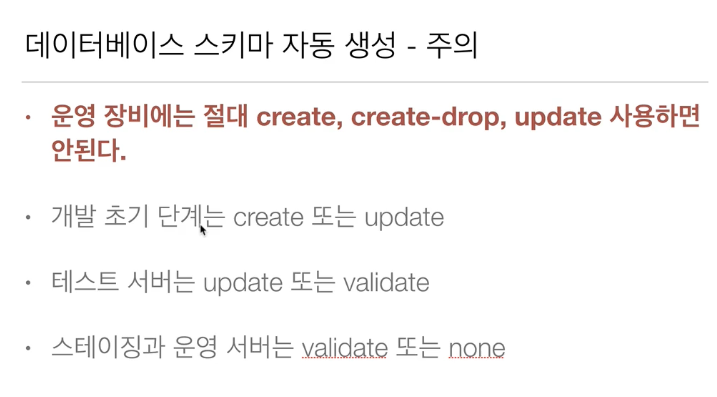 데이터베이스 스키마 자동 생성 - 주의
• 운영 장비에는 절대 create, create-drop, update 사용하면
안된다.
• 개발 초기 단계는 create 또는 update
• 테스트 서버는 update 또는 validate
• 스테이징과 운영 서버는 validate 또는 none